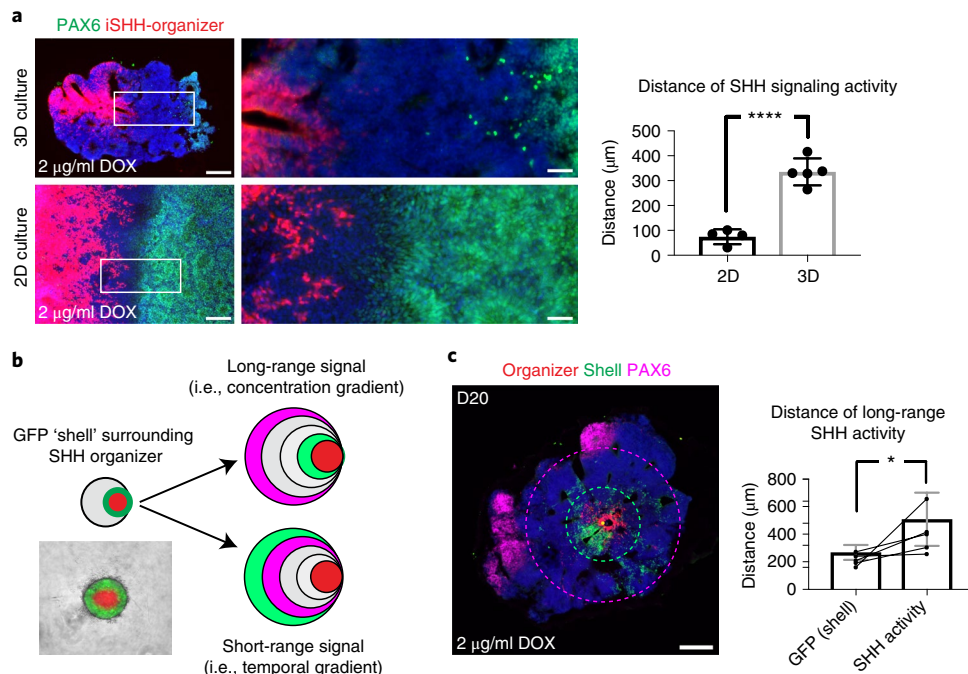 a
PAX6 iSHH-organizer
3D culture
2 μg/ml DOX
2D culture
2 μg/ml DOX
Distance of SHH signaling activity
****
Distance (μm)
500
400
300
200
100
0
2D
3D
b
GFP 'shell' surrounding
SHH organizer
Long-range signal
(i.e., concentration gradient)
Short-range signal
(i.e., temporal gradient)
c
Organizer Shell PAX6
D20
2 μg/ml DOX
Distance of long-range
SHH activity
*
Distance (μm)
800
600
400
200
0
GFP (shell)
SHH activity